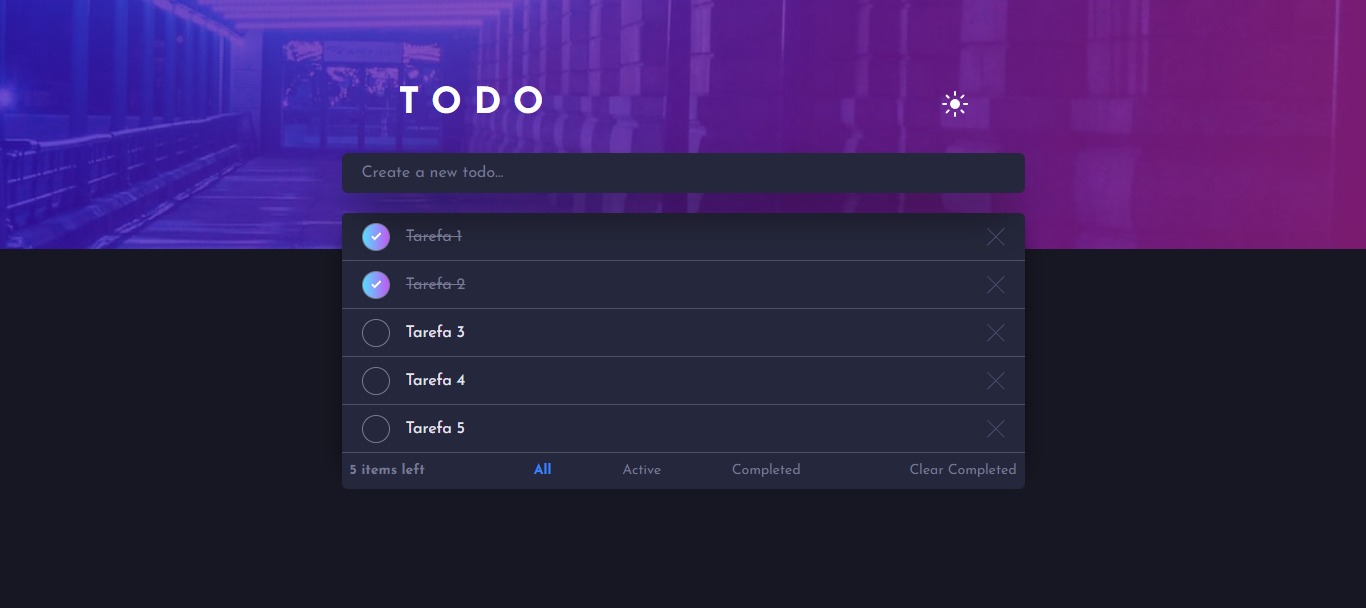 TODO
Create a new todo...
Tarefa 1
Tarefa 2
Tarefa 3
Tarefa 4
Tarefa 5
5 items left All Active Completed Clear Completed